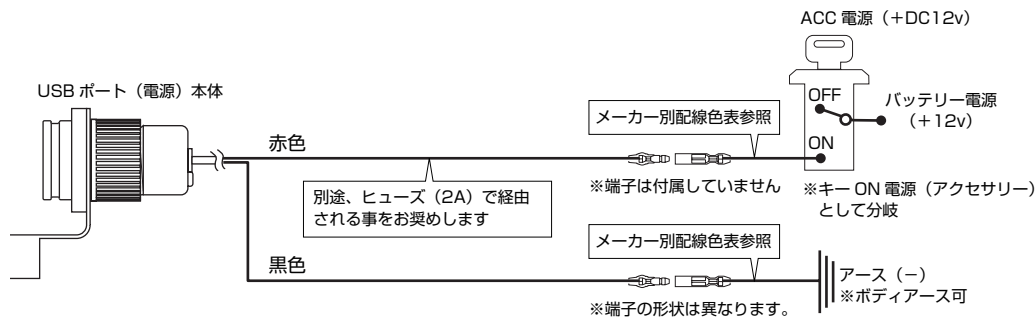 ACC 電源（＋DC12v）
USB ポート（電源）本体
OFF
バッテリー電源
（＋12v）
メーカー別配線色表参照
赤色
ON
※端子は付属していません
※キー ON 電源（アクセサリー）
として分岐
別途、ヒューズ（2A）で経由
される事をお奨めします
メーカー別配線色表参照
黒色
アース（－）
※ボディアース可
※端子の形状は異なります。